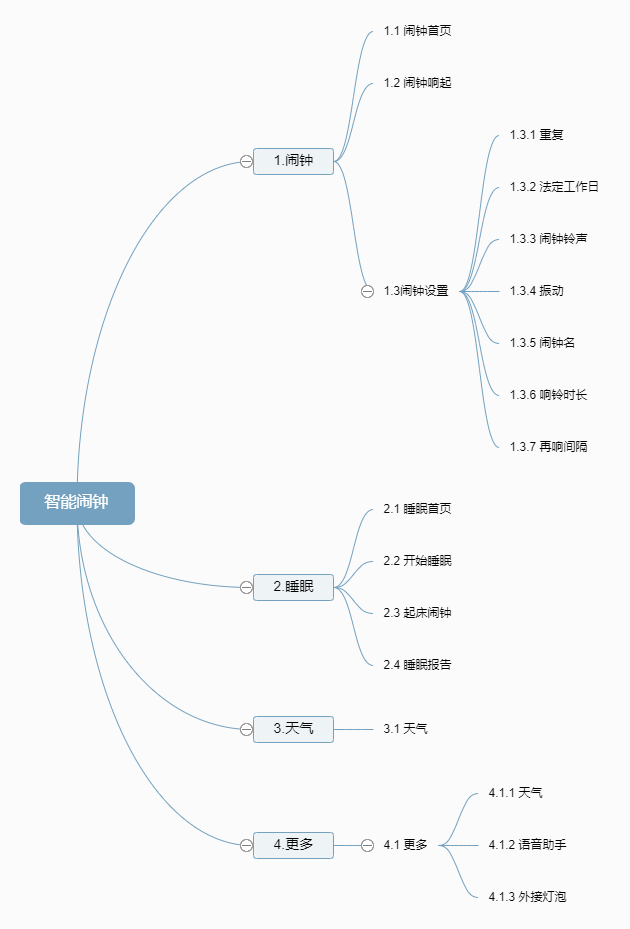 智能闹钟
1.闹钟
1.1 闹钟首页
1.2 闹钟响起
1.3闹钟设置
1.3.1 重复
1.3.2 法定工作日
1.3.3 闹钟铃声
1.3.4 振动
1.3.5 闹钟名
1.3.6 响铃时长
1.3.7 再响间隔
2.睡眠
2.1 睡眠首页
2.2 开始睡眠
2.3 起床闹钟
2.4 睡眠报告
3.天气
3.1 天气
4.更多
4.1 更多
4.1.1 天气
4.1.2 语音助手
4.1.3 外接灯泡